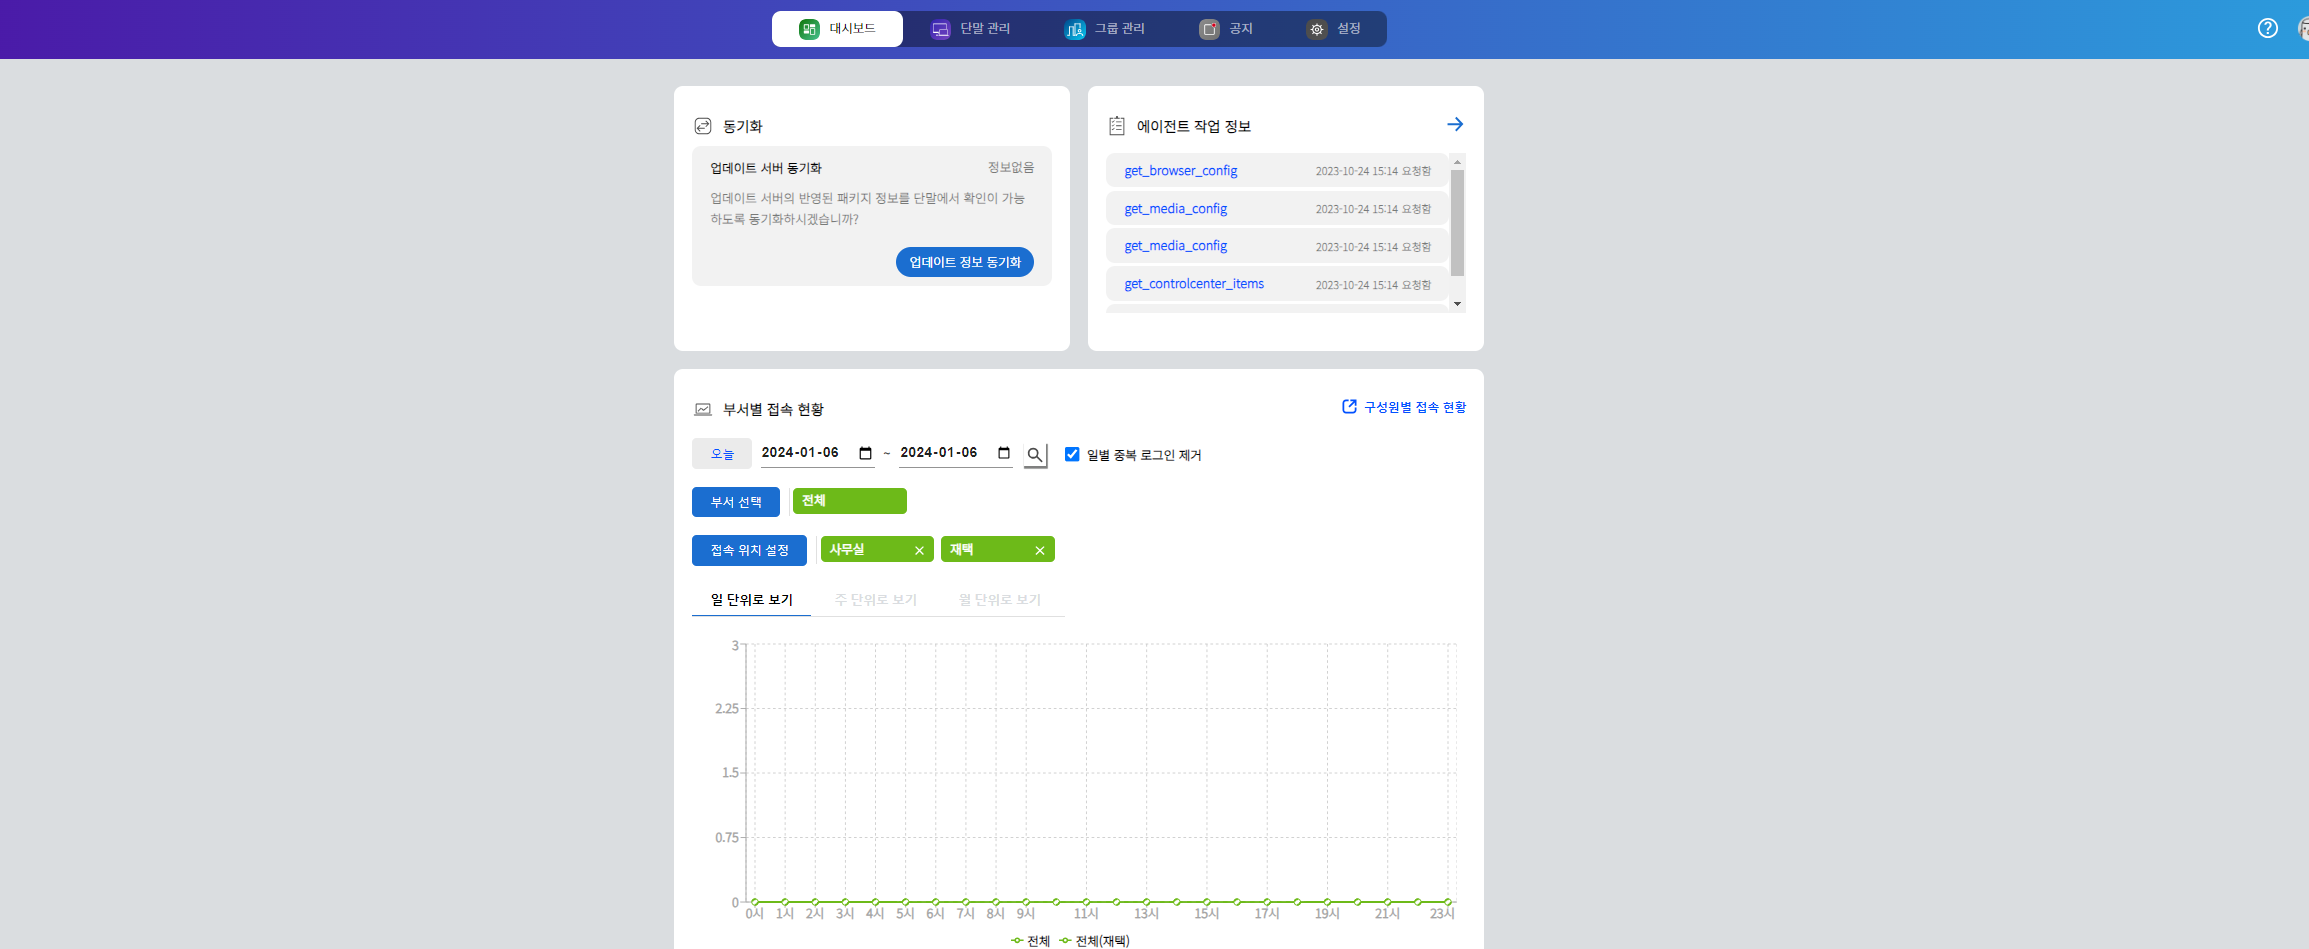 대시보드 단말 관리 그룹 관리 공지 설정
동기화
업데이트 서버 동기화 정보없음
업데이트 서버의 반영된 패키지 정보를 단말에서 확인이 가능
하도록 동기화하시겠습니까?
업데이트 정보 동기화
에이전트 작업 정보
get_browser_config 2023-10-24 15:14 요청함
get_media_config 2023-10-24 15:14 요청함
get_media_config 2023-10-24 15:14 요청함
get_controlcenter_items 2023-10-24 15:14 요청함
부서별 접속 현황 구성원별 접속 현황
오늘 2024-01-06 ~ 2024-01-06 일별 중복 로그인 제거
부서 선택 전체
접속 위치 설정 사무실 재택
일 단위로 보기 주 단위로 보기 월 단위로 보기
3
2.25
1.5
0.75
0
0시 1시 2시 3시 4시 5시 6시 7시 8시 9시 11시 13시 15시 17시 19시 21시 23시
전체 전체(재택)